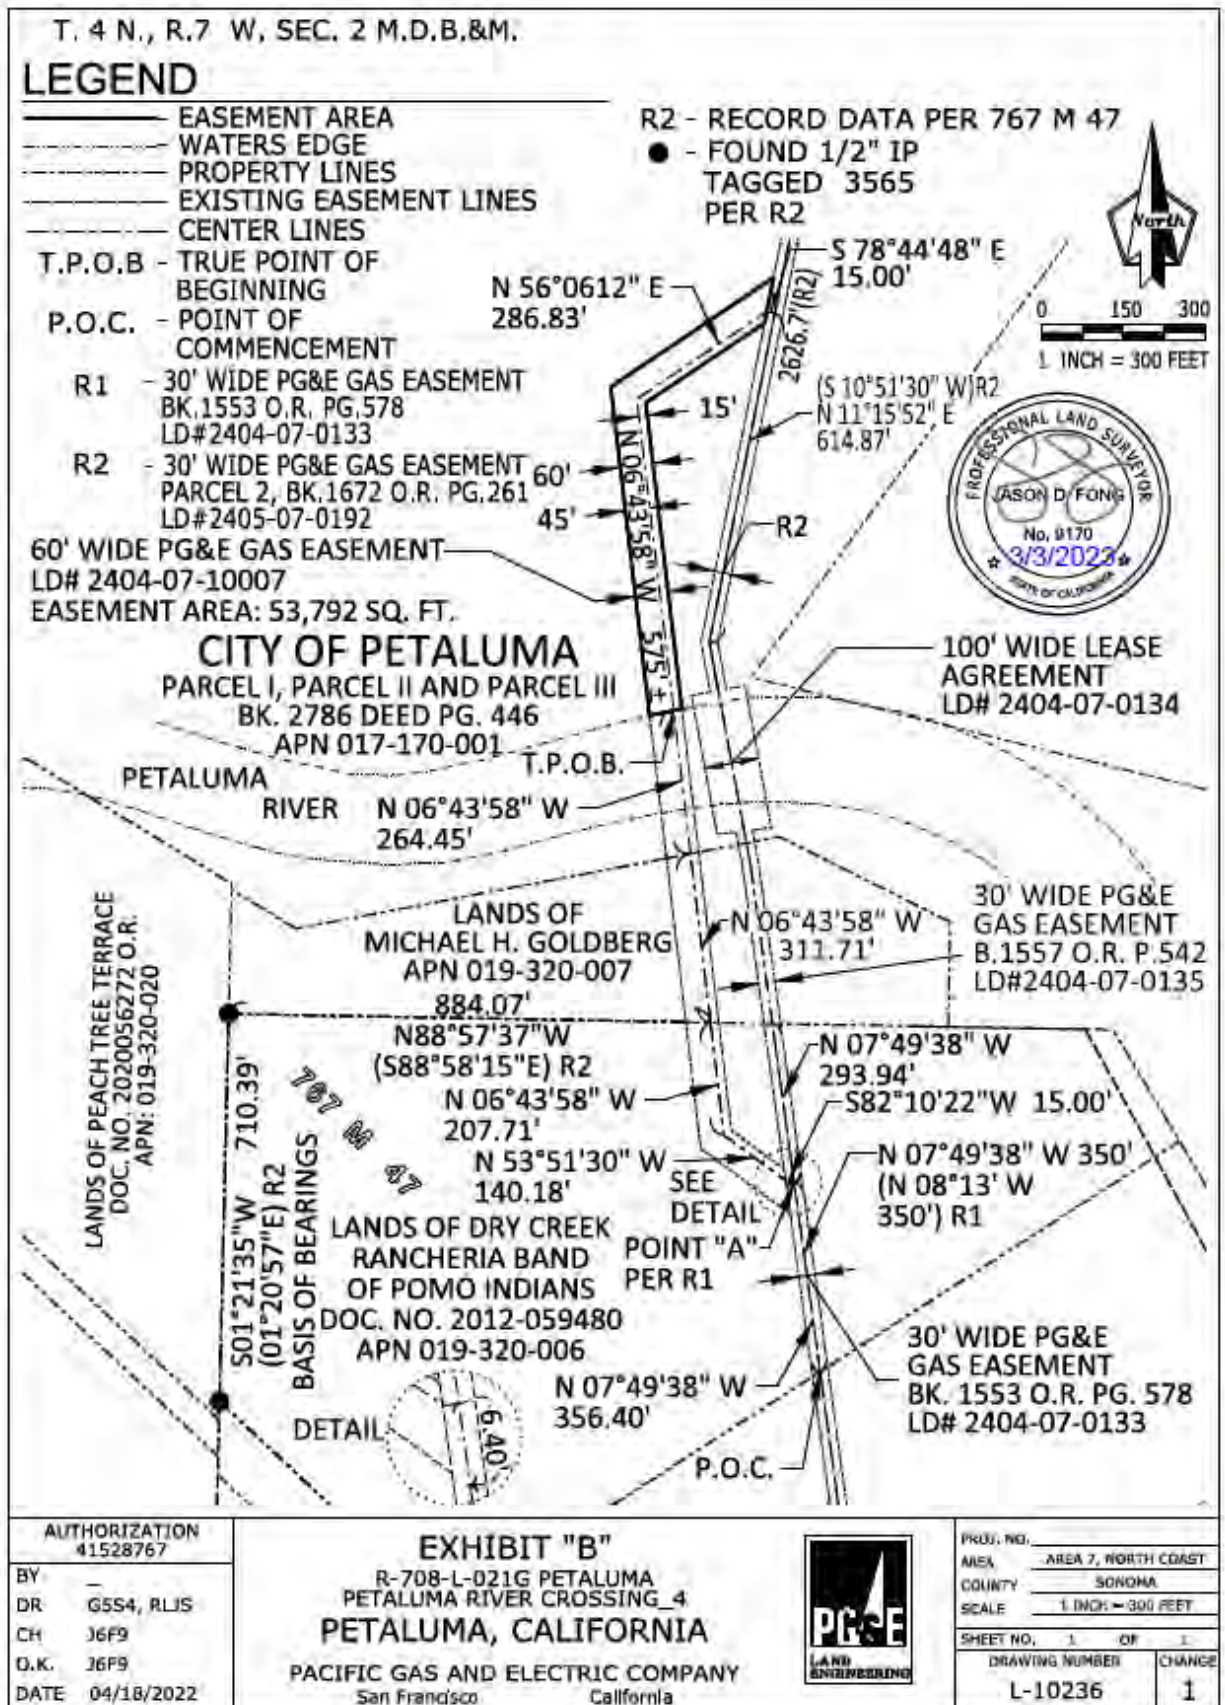 T. 4 N., R.7 W. SEC. 2 M.D.B.&M.
LEGEND
EASEMENT AREA
WATERS EDGE
PROPERTY LINES
EXISTING EASEMENT LINES
CENTER LINES
T.P.O.B - TRUE POINT OF
BEGINNING
P.O.C. - POINT OF
COMMENCEMENT
R1 - 30' WIDE PG&E GAS EASEMENT
BK.1553 O.R. PG.578
LD#2404-07-0133
R2 - 30' WIDE PG&E GAS EASEMENT
PARCEL 2, BK.1672 O.R. PG.261
LD#2405-07-0192
60' WIDE PG&E GAS EASEMENT
LD# 2404-07-10007
EASEMENT AREA: 53,792 SQ. FT.
R2 - RECORD DATA PER 767 M 47
- FOUND 1/2" IP
TAGGED 3565
PER R2
North
0 150 300
1 INCH = 300 FEET
S 78°44'48" E
15.00'
N 56°0612" E
286.83'
2626.7'(R2)
(S 10°51'30" W)R2
N 11°15'52" E
614.87'
15'
60'
45'
N 06°43'58" W 575' ±
R2
PROFESSIONAL LAND SURVEYOR
JASON D. FONG
No. 9170
3/3/2023
STATE OF CALIFORNIA
CITY OF PETALUMA
PARCEL I, PARCEL II AND PARCEL III
BK. 2786 DEED PG. 446
APN 017-170-001
100' WIDE LEASE
AGREEMENT
LD# 2404-07-0134
T.P.O.B.
PETALUMA
RIVER
N 06°43'58" W
264.45'
LANDS OF PEACH TREE TERRACE
DOC. NO. 2020056272 O.R.
APN: 019-320-020
LANDS OF
MICHAEL H. GOLDBERG
APN 019-320-007
N 06°43'58" W
311.71'
30' WIDE PG&E
GAS EASEMENT
B.1557 O.R. P.542
LD#2404-07-0135
884.07'
N88°57'37"W
(S88°58'15"E) R2
N 07°49'38" W
293.94'
S82°10'22"W 15.00'
N 06°43'58" W
207.71'
767 M 47
S01°21'35"W 710.39'
(01°20'57"E) R2
BASIS OF BEARINGS
N 53°51'30" W
140.18'
SEE
DETAIL
N 07°49'38" W 350'
(N 08°13' W
350') R1
POINT "A"
PER R1
LANDS OF DRY CREEK
RANCHERIA BAND
OF POMO INDIANS
DOC. NO. 2012-059480
APN 019-320-006
30' WIDE PG&E
GAS EASEMENT
BK. 1553 O.R. PG. 578
LD# 2404-07-0133
N 07°49'38" W
356.40'
DETAIL
6.40'
P.O.C.
AUTHORIZATION
41528767
BY _
DR GSS4, RLJS
CH J6F9
O.K. J6F9
DATE 04/18/2022
EXHIBIT "B"
R-708-L-021G PETALUMA
PETALUMA RIVER CROSSING_4
PETALUMA, CALIFORNIA
PACIFIC GAS AND ELECTRIC COMPANY
San Francisco California
PG&E
LAND
ENGINEERING
PROJ. NO.
AREA AREA 7, NORTH COAST
COUNTY SONOMA
SCALE 1 INCH = 300 FEET
SHEET NO. 1 OF 1
DRAWING NUMBER CHANGE
L-10236 1